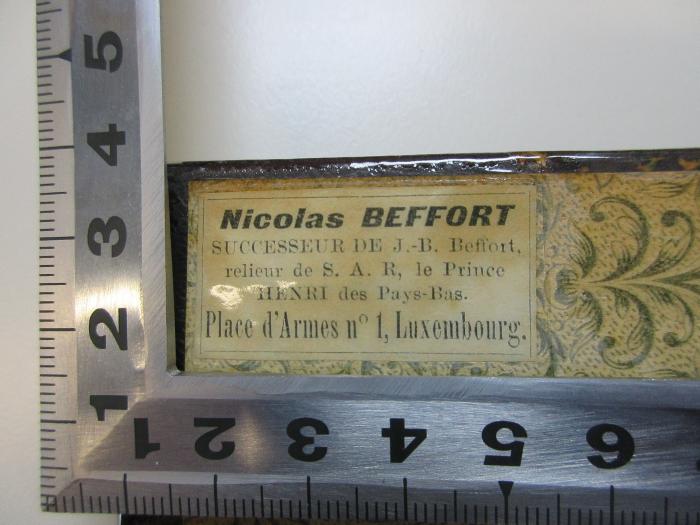 Nicolas BEFFORT
SUCCESSEUR DE J.-B. Beffort,
relieur de S. A. R, le Prince
HENRI des Pays-Bas.
Place d'Armes nº 1, Luxembourg.
5
4
3
2
1
1 2 3 4 5 6